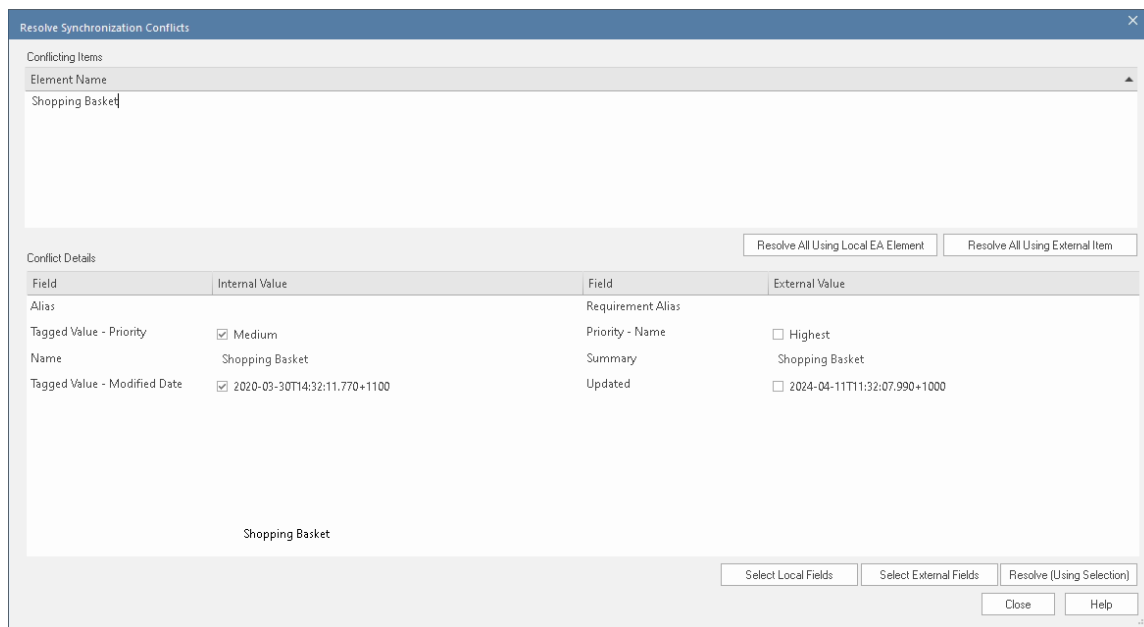 Resolve Synchronization Conflicts
Conflicting Items
Element Name
Shopping Basket
Resolve All Using Local EA Element Resolve All Using External Item
Conflict Details
Field Internal Value Field External Value
Alias Requirement Alias
Tagged Value - Priority Medium Priority - Name Highest
Name Shopping Basket Summary Shopping Basket
Tagged Value - Modified Date 2020-03-30T14:32:11.770+1100 Updated 2024-04-11T11:32:07.990+1000
Shopping Basket
Select Local Fields Select External Fields Resolve (Using Selection)
Close Help